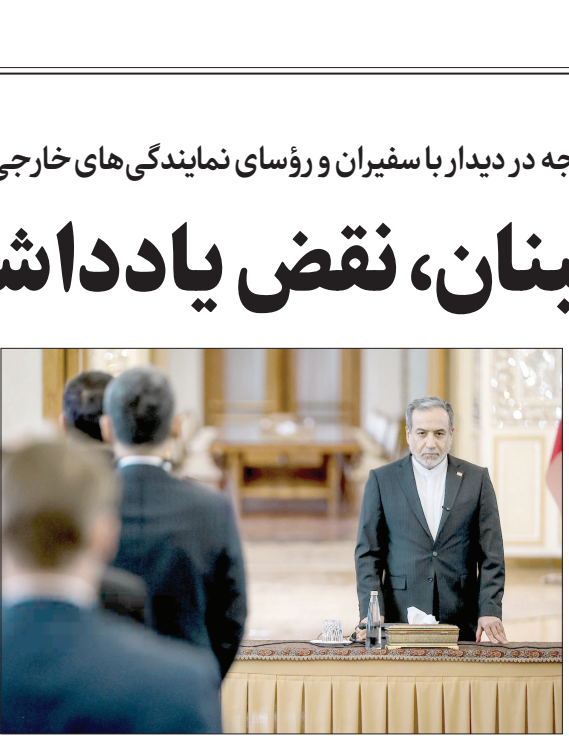 جه در دیدار با سفیران و رؤسای نمایندگی‌های خارجی
بنان، نقض یادداش